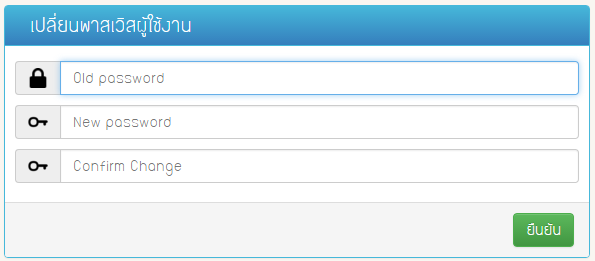 เปลี่ยนพาสเวิสผู้ใช้งาน
Old password
New password
Confirm Change
ยืนยัน